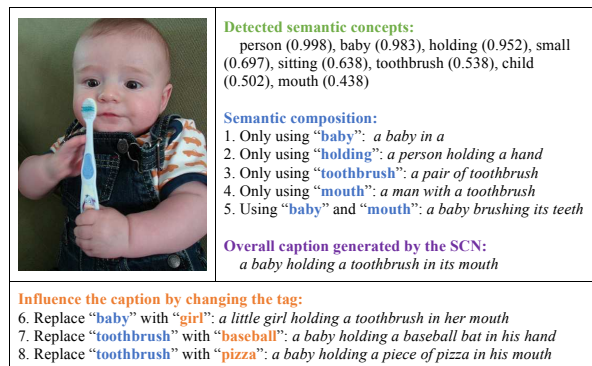 Detected semantic concepts:
person (0.998), baby (0.983), holding (0.952), small
(0.697), sitting (0.638), toothbrush (0.538), child
(0.502), mouth (0.438)
Semantic composition:
1. Only using “baby”: a baby in a
2. Only using “holding”: a person holding a hand
3. Only using “toothbrush”: a pair of toothbrush
4. Only using “mouth”: a man with a toothbrush
5. Using “baby” and “mouth”: a baby brushing its teeth
Overall caption generated by the SCN:
a baby holding a toothbrush in its mouth
Influence the caption by changing the tag:
6. Replace “baby” with “girl”: a little girl holding a toothbrush in her mouth
7. Replace “toothbrush” with “baseball”: a baby holding a baseball bat in his hand
8. Replace “toothbrush” with “pizza”: a baby holding a piece of pizza in his mouth